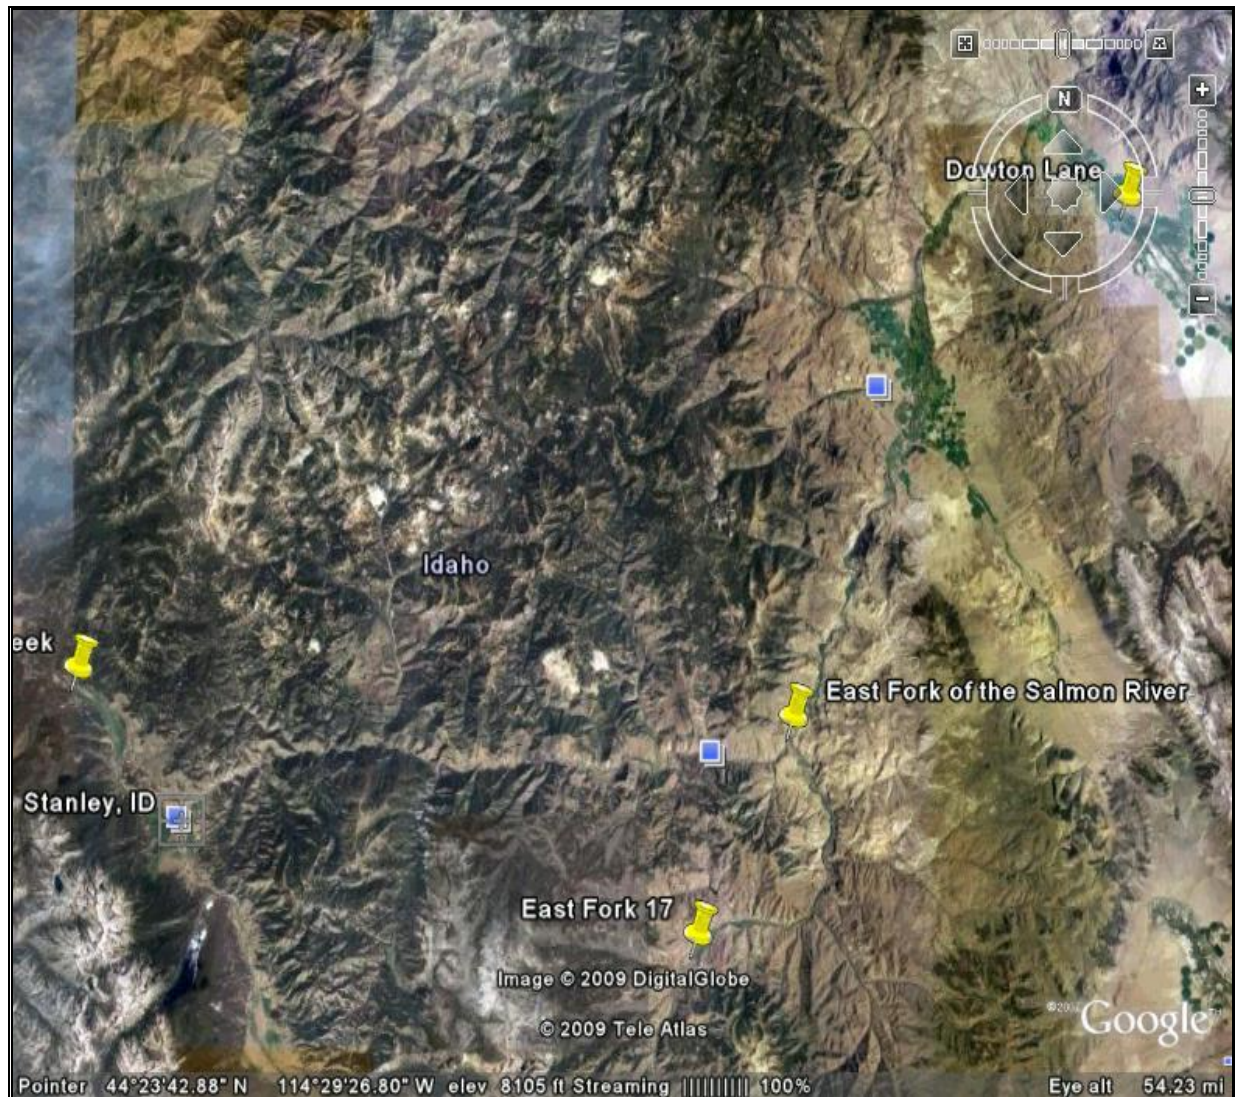 N
Dowton Lane
Idaho
eek
East Fork of the Salmon River
Stanley, ID
East Fork 17
Image © 2009 DigitalGlobe
© 2009 Tele Atlas
Google™
Pointer 44°23'42.88" N 114°29'26.80" W elev 8105 ft Streaming |||||||||| 100% Eye alt 54.23 mi